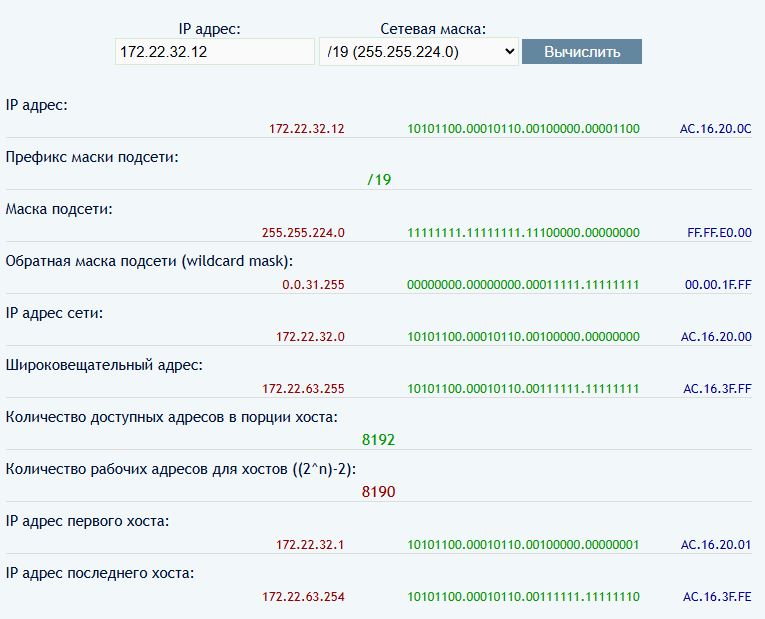 IP адрес: Сетевая маска:
172.22.32.12 /19 (255.255.224.0) Вычислить
IP адрес:
172.22.32.12 10101100.00010110.00100000.00001100 AC.16.20.0C
Префикс маски подсети:
/19
Маска подсети:
255.255.224.0 11111111.11111111.11100000.00000000 FF.FF.E0.00
Обратная маска подсети (wildcard mask):
0.0.31.255 00000000.00000000.00011111.11111111 00.00.1F.FF
IP адрес сети:
172.22.32.0 10101100.00010110.00100000.00000000 AC.16.20.00
Широковещательный адрес:
172.22.63.255 10101100.00010110.00111111.11111111 AC.16.3F.FF
Количество доступных адресов в порции хоста:
8192
Количество рабочих адресов для хостов ((2^n)-2):
8190
IP адрес первого хоста:
172.22.32.1 10101100.00010110.00100000.00000001 AC.16.20.01
IP адрес последнего хоста:
172.22.63.254 10101100.00010110.00111111.11111110 AC.16.3F.FE